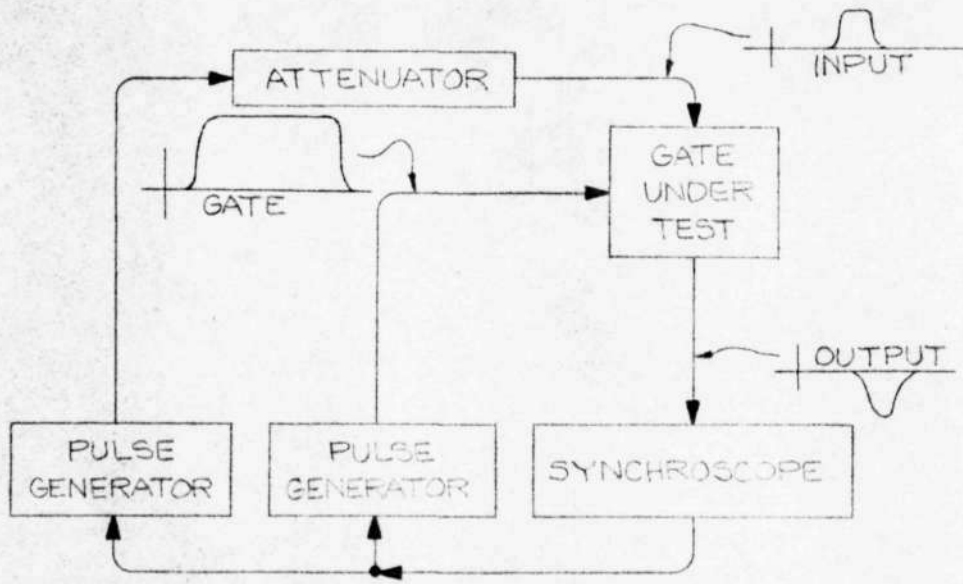 INPUT
ATTENUATOR
GATE
UNDER
TEST
GATE
OUTPUT
PULSE
GENERATOR
PULSE
GENERATOR
SYNCHROSCOPE